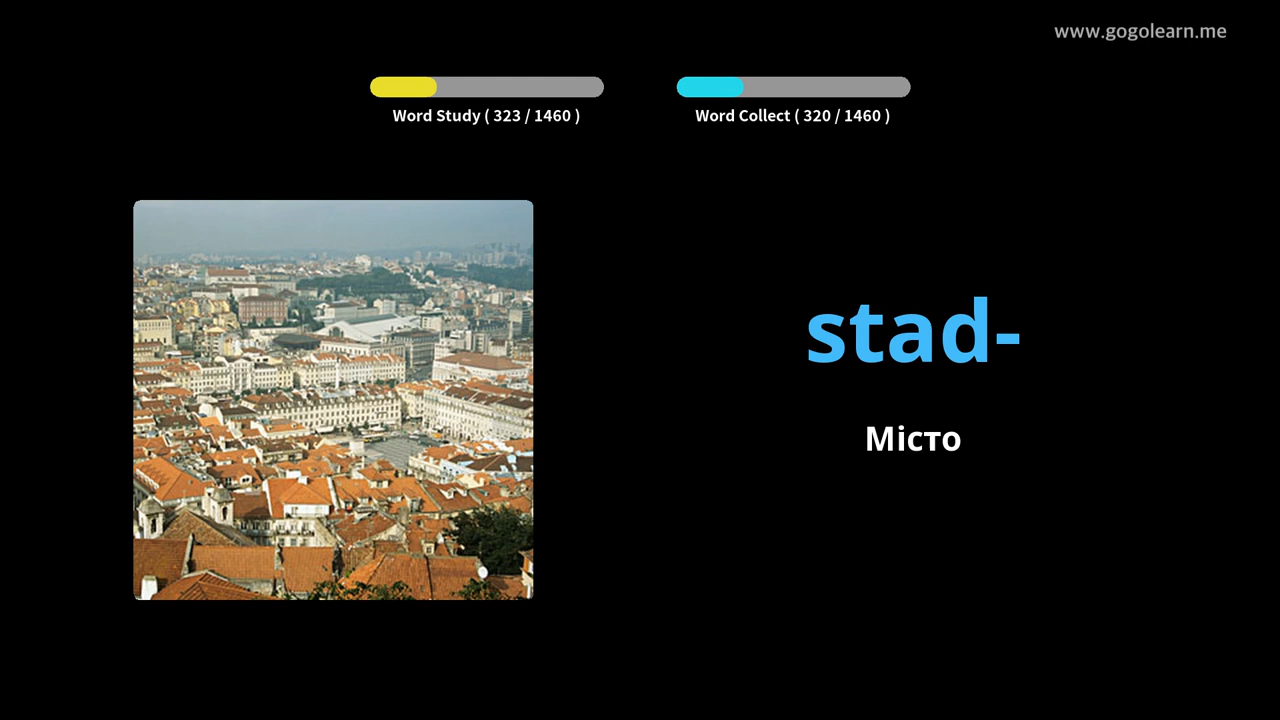 www.gogolearn.me
Word Study ( 323 / 1460 )
Word Collect ( 320 / 1460 )
stad-
Місто